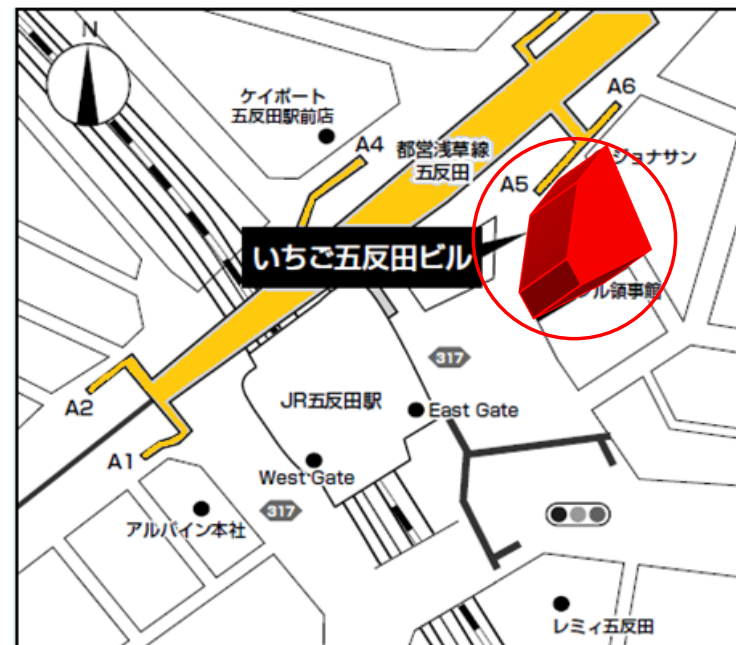 N
ケイポート
五反田駅前店
A6
A4
都営浅草線
五反田
ジョナサン
A5
いちご五反田ビル
ル領事館
317
A2
JR五反田駅
East Gate
A1
West Gate
317
アルパイン本社
レミィ五反田